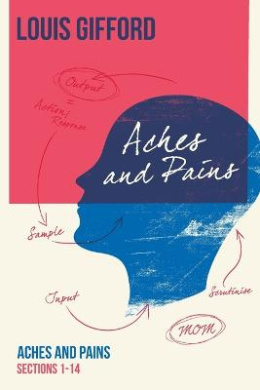 LOUIS GIFFORD
Output
=
Actions
Response
Aches
and Pains
Sample
Input
Scrutinise
MOM
ACHES AND PAINS
SECTIONS 1-14